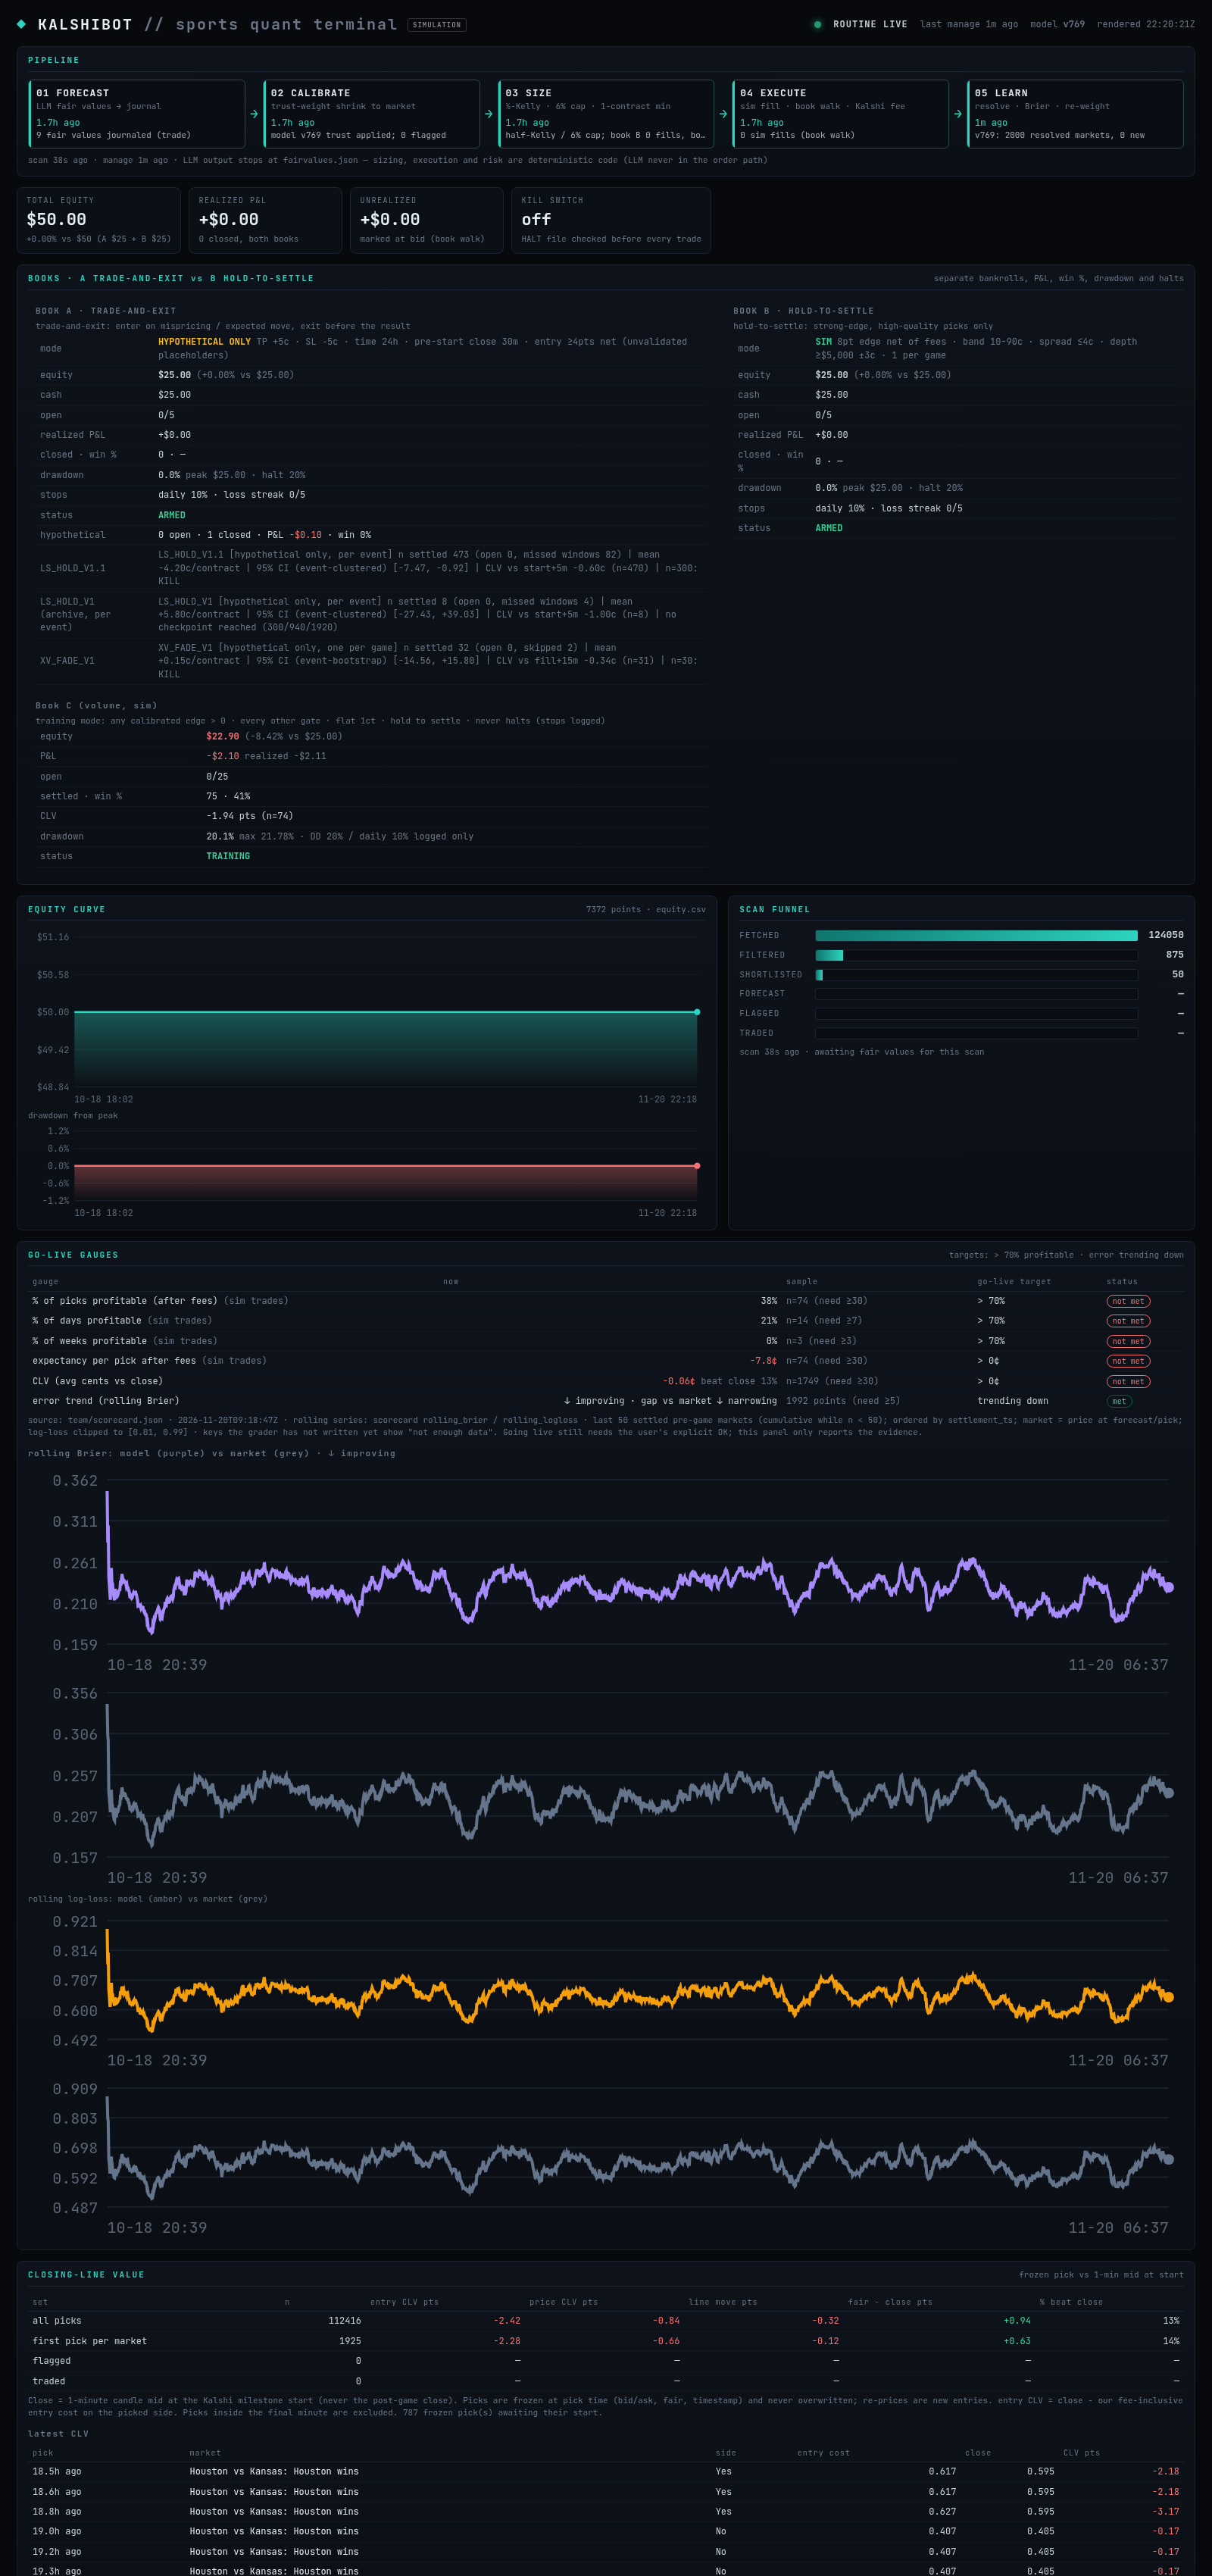 ◆ KALSHIBOT // sports quant terminal SIMULATION
ROUTINE LIVE last manage 1m ago model v769 rendered 22:20:21Z
PIPELINE
01 FORECAST
LLM fair values → journal
1.7h ago
9 fair values journaled (trade)
→
02 CALIBRATE
trust-weight shrink to market
1.7h ago
model v769 trust applied; 0 flagged
→
03 SIZE
½-Kelly · 6% cap · 1-contract min
1.7h ago
half-Kelly / 6% cap; book B 0 fills, bo…
→
04 EXECUTE
sim fill · book walk · Kalshi fee
1.7h ago
0 sim fills (book walk)
→
05 LEARN
resolve · Brier · re-weight
1m ago
v769: 2000 resolved markets, 0 new
scan 38s ago · manage 1m ago · LLM output stops at fairvalues.json — sizing, execution and risk are deterministic code (LLM never in the order path)
TOTAL EQUITY
$50.00
+0.00% vs $50 (A $25 + B $25)
REALIZED P&L
+$0.00
0 closed, both books
UNREALIZED
+$0.00
marked at bid (book walk)
KILL SWITCH
off
HALT file checked before every trade
BOOKS · A TRADE-AND-EXIT vs B HOLD-TO-SETTLE
separate bankrolls, P&L, win %, drawdown and halts
BOOK A · TRADE-AND-EXIT
trade-and-exit: enter on mispricing / expected move, exit before the result
mode HYPOTHETICAL ONLY TP +5c · SL -5c · time 24h · pre-start close 30m · entry ≥4pts net (unvalidated
placeholders)
equity $25.00 (+0.00% vs $25.00)
cash $25.00
open 0/5
realized P&L +$0.00
closed · win % 0 · —
drawdown 0.0% peak $25.00 · halt 20%
stops daily 10% · loss streak 0/5
status ARMED
hypothetical 0 open · 1 closed · P&L -$0.10 · win 0%
LS_HOLD_V1.1 LS_HOLD_V1.1 [hypothetical only, per event] n settled 473 (open 0, missed windows 82) | mean
-4.20c/contract | 95% CI (event-clustered) [-7.47, -0.92] | CLV vs start+5m -0.60c (n=470) | n=300:
KILL
LS_HOLD_V1 (archive, per event) LS_HOLD_V1 [hypothetical only, per event] n settled 8 (open 0, missed windows 4) | mean
+5.80c/contract | 95% CI (event-clustered) [-27.43, +39.03] | CLV vs start+5m -1.00c (n=8) | no
checkpoint reached (300/940/1920)
XV_FADE_V1 XV_FADE_V1 [hypothetical only, one per game] n settled 32 (open 0, skipped 2) | mean
+0.15c/contract | 95% CI (event-bootstrap) [-14.56, +15.80] | CLV vs fill+15m -0.34c (n=31) | n=30:
KILL
BOOK B · HOLD-TO-SETTLE
hold-to-settle: strong-edge, high-quality picks only
mode SIM 8pt edge net of fees · band 10-90c · spread ≤4c · depth
≥$5,000 ±3c · 1 per game
equity $25.00 (+0.00% vs $25.00)
cash $25.00
open 0/5
realized P&L +$0.00
closed · win % 0 · —
drawdown 0.0% peak $25.00 · halt 20%
stops daily 10% · loss streak 0/5
status ARMED
Book C (volume, sim)
training mode: any calibrated edge > 0 · every other gate · flat 1ct · hold to settle · never halts (stops logged)
equity $22.90 (-8.42% vs $25.00)
P&L -$2.10 realized -$2.11
open 0/25
settled · win % 75 · 41%
CLV -1.94 pts (n=74)
drawdown 20.1% max 21.78% · DD 20% / daily 10% logged only
status TRAINING
EQUITY CURVE
7372 points · equity.csv
$51.16
$50.58
$50.00
$49.42
$48.84
10-18 18:02 11-20 22:18
drawdown from peak
1.2%
0.6%
0.0%
-0.6%
-1.2%
10-18 18:02 11-20 22:18
SCAN FUNNEL
FETCHED 124050
FILTERED 875
SHORTLISTED 50
FORECAST —
FLAGGED —
TRADED —
scan 38s ago · awaiting fair values for this scan
GO-LIVE GAUGES
targets: > 70% profitable · error trending down
gauge now sample go-live target status
% of picks profitable (after fees) (sim trades) 38% n=74 (need ≥30) > 70% not met
% of days profitable (sim trades) 21% n=14 (need ≥7) > 70% not met
% of weeks profitable (sim trades) 0% n=3 (need ≥3) > 70% not met
expectancy per pick after fees (sim trades) -7.8¢ n=74 (need ≥30) > 0¢ not met
CLV (avg cents vs close) -0.06¢ beat close 13% n=1749 (need ≥30) > 0¢ not met
error trend (rolling Brier) ↓ improving · gap vs market ↓ narrowing 1992 points (need ≥5) trending down met
source: team/scorecard.json · 2026-11-20T09:18:47Z · rolling series: scorecard rolling_brier / rolling_logloss · last 50 settled pre-game markets (cumulative while n < 50); ordered by settlement_ts; market = price at forecast/pick;
log-loss clipped to [0.01, 0.99] · keys the grader has not written yet show "not enough data". Going live still needs the user's explicit OK; this panel only reports the evidence.
rolling Brier: model (purple) vs market (grey) · ↓ improving
0.362
0.311
0.261
0.210
0.159
10-18 20:39 11-20 06:37
0.356
0.306
0.257
0.207
0.157
10-18 20:39 11-20 06:37
rolling log-loss: model (amber) vs market (grey)
0.921
0.814
0.707
0.600
0.492
10-18 20:39 11-20 06:37
0.909
0.803
0.698
0.592
0.487
10-18 20:39 11-20 06:37
CLOSING-LINE VALUE
frozen pick vs 1-min mid at start
set n entry CLV pts price CLV pts line move pts fair - close pts % beat close
all picks 112416 -2.42 -0.84 -0.32 +0.94 13%
first pick per market 1925 -2.28 -0.66 -0.12 +0.63 14%
flagged 0 — — — — —
traded 0 — — — — —
Close = 1-minute candle mid at the Kalshi milestone start (never the post-game close). Picks are frozen at pick time (bid/ask, fair, timestamp) and never overwritten; re-prices are new entries. entry CLV = close - our fee-inclusive
entry cost on the picked side. Picks inside the final minute are excluded. 787 frozen pick(s) awaiting their start.
latest CLV
pick market side entry cost close CLV pts
18.5h ago Houston vs Kansas: Houston wins Yes 0.617 0.595 -2.18
18.6h ago Houston vs Kansas: Houston wins Yes 0.617 0.595 -2.18
18.8h ago Houston vs Kansas: Houston wins Yes 0.627 0.595 -3.17
19.0h ago Houston vs Kansas: Houston wins No 0.407 0.405 -0.17
19.2h ago Houston vs Kansas: Houston wins No 0.407 0.405 -0.17
19.3h ago Houston vs Kansas: Houston wins No 0.407 0.405 -0.17